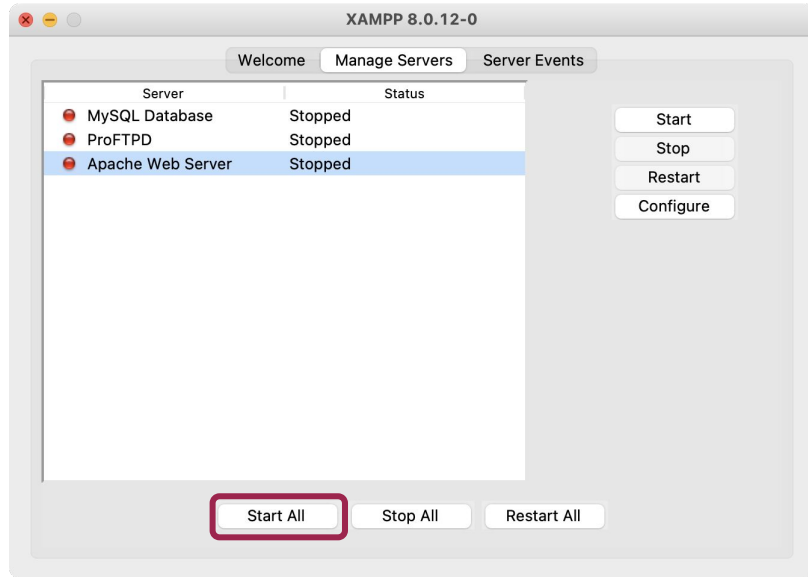 XAMPP 8.0.12-0
Welcome Manage Servers Server Events
Server Status
MySQL Database Stopped
ProFTPD Stopped
Apache Web Server Stopped
Start
Stop
Restart
Configure
Start All Stop All Restart All